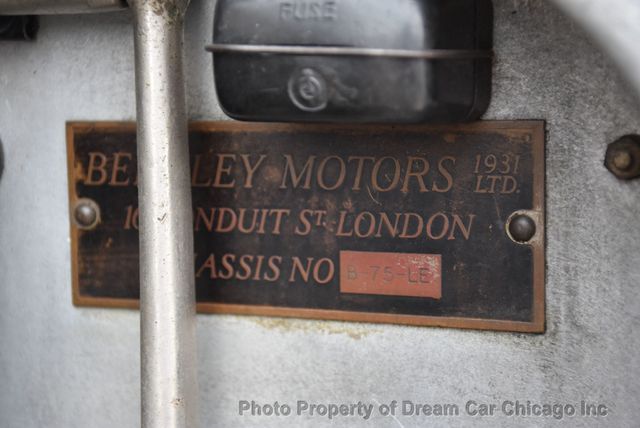 FUSE
BE LEY MOTORS 1931 LTD.
16 NDUIT ST. LONDON
ASSIS NO B-75-LE
Photo Property of Dream Car Chicago Inc